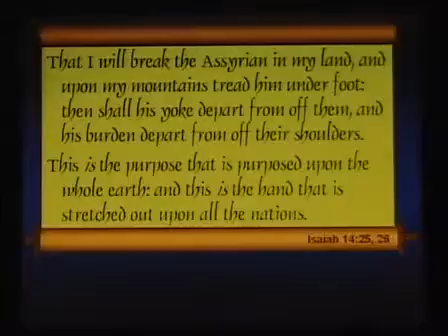 That I will break the Assyrian in my land, and
upon my mountains tread him under foot:
then shall his yoke depart from off them, and
his burden depart from off their shoulders.
This is the purpose that is purposed upon the
whole earth: and this is the hand that is
stretched out upon all the nations.
Isaiah 14:25, 26